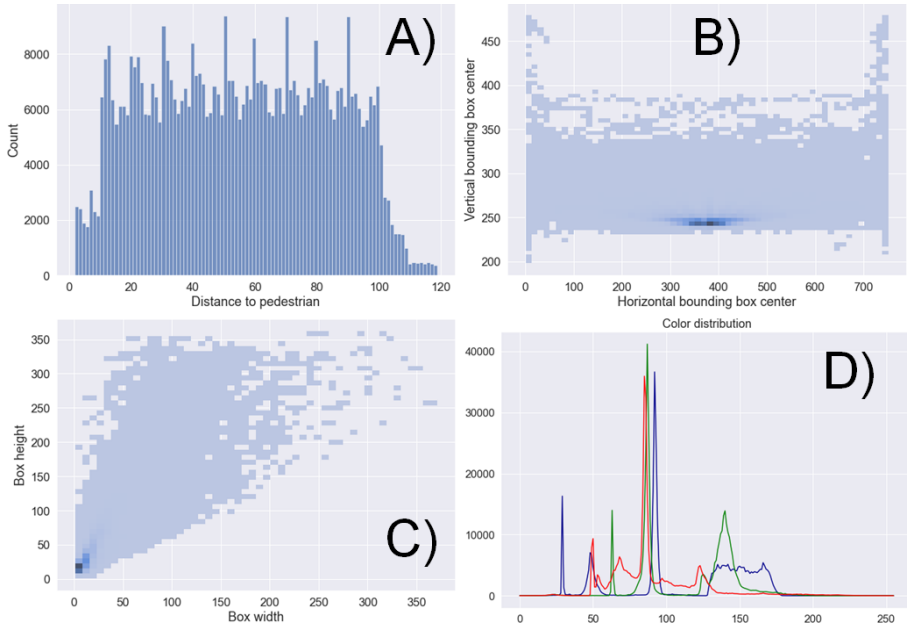 A)
8000
6000
4000
2000
0
Count
0 20 40 60 80 100 120
Distance to pedestrian
B)
450
400
350
300
250
200
Vertical bounding box center
0 100 200 300 400 500 600 700
Horizontal bounding box center
C)
350
300
250
200
150
100
50
0
Box height
0 50 100 150 200 250 300 350
Box width
Color distribution
D)
40000
30000
20000
10000
0
0 50 100 150 200 250